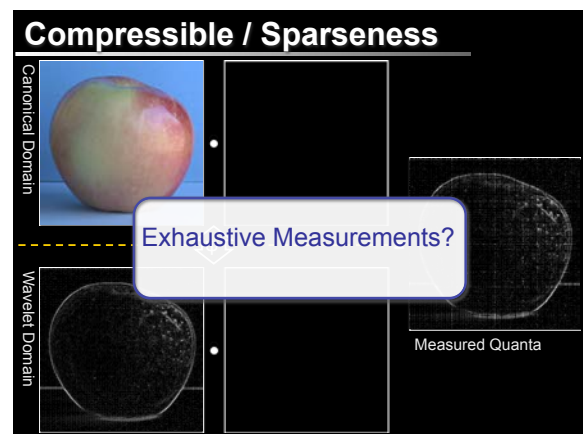 Compressible / Sparseness
Canonical Domain
Exhaustive Measurements?
Wavelet Domain
Measured Quanta